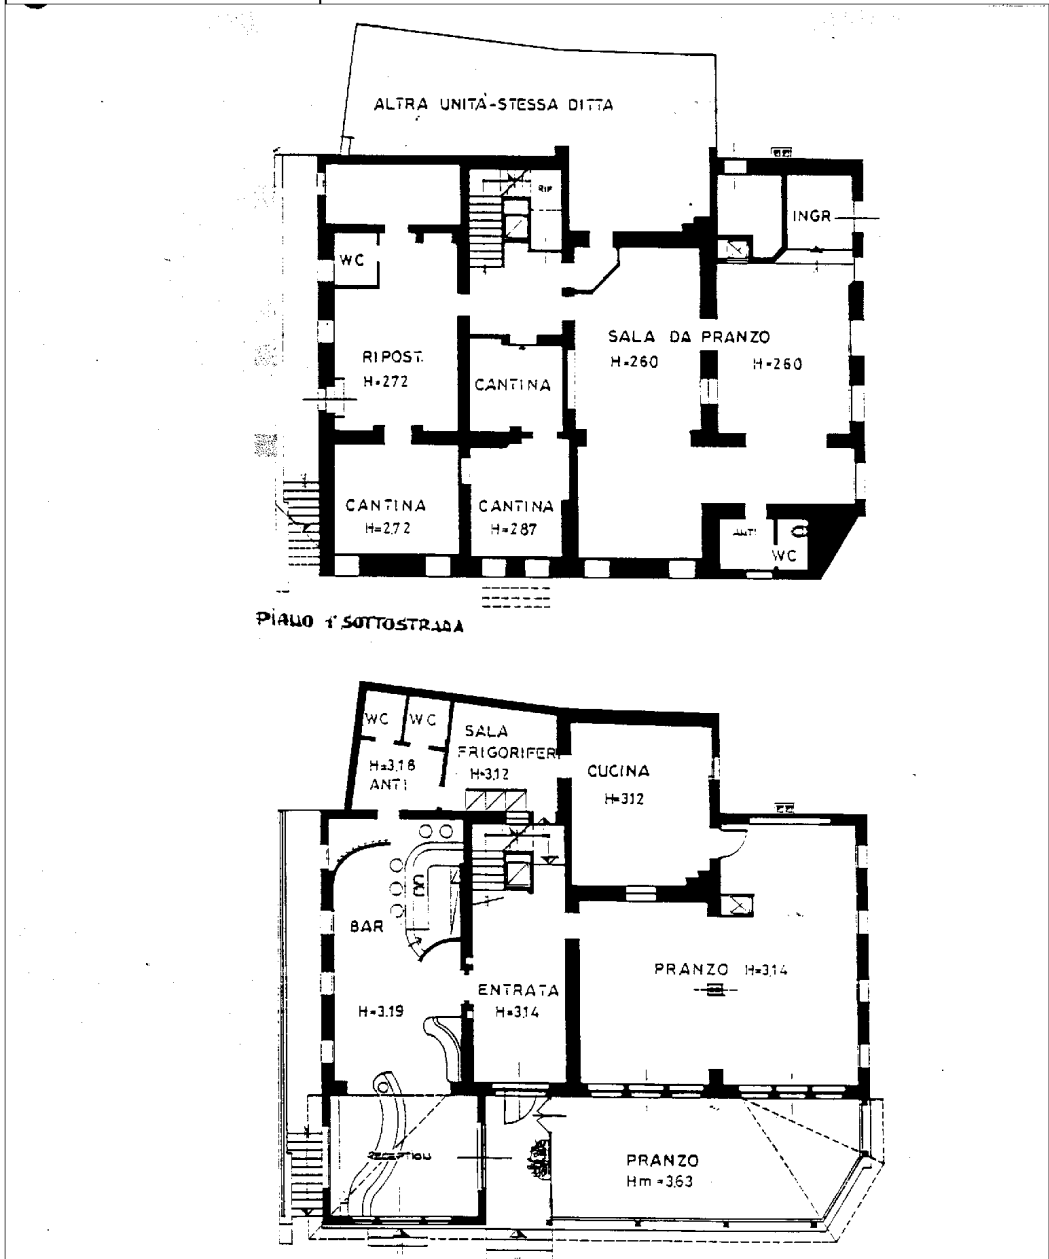 ALTRA UNITÀ-STESSA DITTA
RIP
INGR
WC
SALA DA PRANZO
H=260
H=260
RIPOST.
H=272
CANTINA
CANTINA
H=2,72
CANTINA
H=287
ANTI
WC
PIANO 1° SOTTOSTRADA
WC
WC
SALA
FRIGORIFERI
H=3,12
H=3,18
ANTI
CUCINA
H=312
BAR
PRANZO H=3,14
ENTRATA
H=3,14
H=3,19
RECEPTION
PRANZO
Hm=3,63